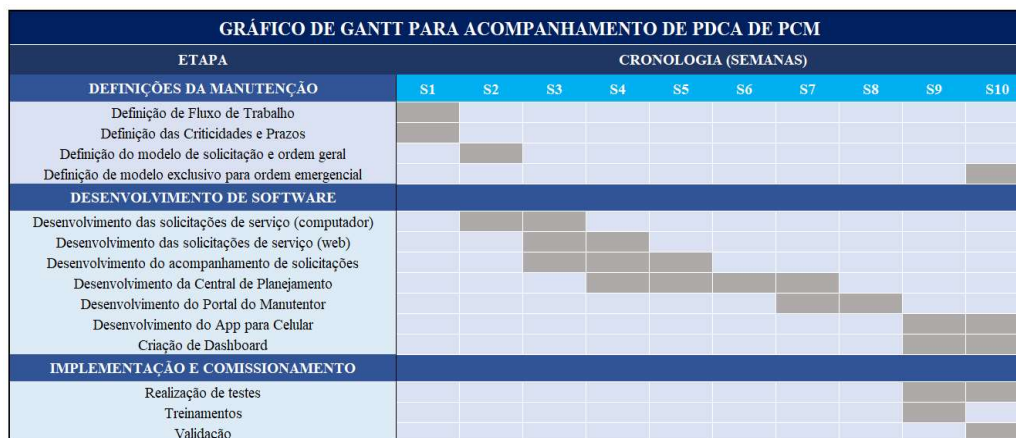 GRÁFICO DE GANTT PARA ACOMPANHAMENTO DE PDCA DE PCM
ETAPA CRONOLOGIA (SEMANAS)
DEFINIÇÕES DA MANUTENÇÃO S1 S2 S3 S4 S5 S6 S7 S8 S9 S10
Definição de Fluxo de Trabalho
Definição das Criticidades e Prazos
Definição do modelo de solicitação e ordem geral
Definição de modelo exclusivo para ordem emergencial
DESENVOLVIMENTO DE SOFTWARE
Desenvolvimento das solicitações de serviço (computador)
Desenvolvimento das solicitações de serviço (web)
Desenvolvimento do acompanhamento de solicitações
Desenvolvimento da Central de Planejamento
Desenvolvimento do Portal do Manutentor
Desenvolvimento do App para Celular
Criação de Dashboard
IMPLEMENTAÇÃO E COMISSIONAMENTO
Realização de testes
Treinamentos
Validação